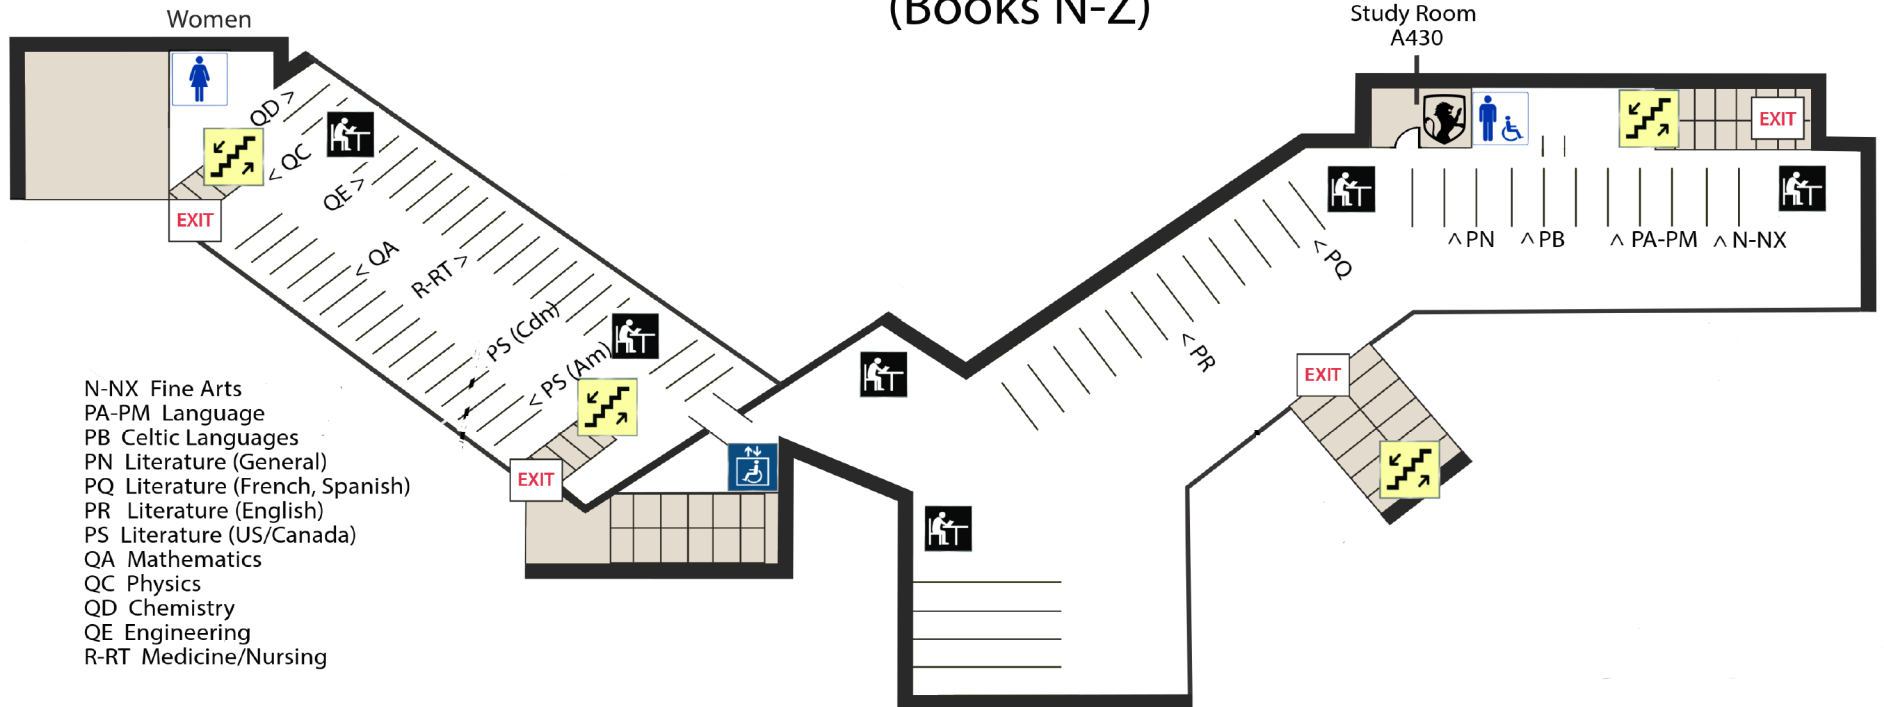 (Books N-Z)
Women
Study Room
A430
QD >
< QC
QE >
< QA
R-RT >
PS (Cdn)
< PS (Am)
EXIT
EXIT
EXIT
EXIT
< PQ
< PR
^ PN
^ PB
^ PA-PM
^ N-NX
N-NX Fine Arts
PA-PM Language
PB Celtic Languages
PN Literature (General)
PQ Literature (French, Spanish)
PR Literature (English)
PS Literature (US/Canada)
QA Mathematics
QC Physics
QD Chemistry
QE Engineering
R-RT Medicine/Nursing